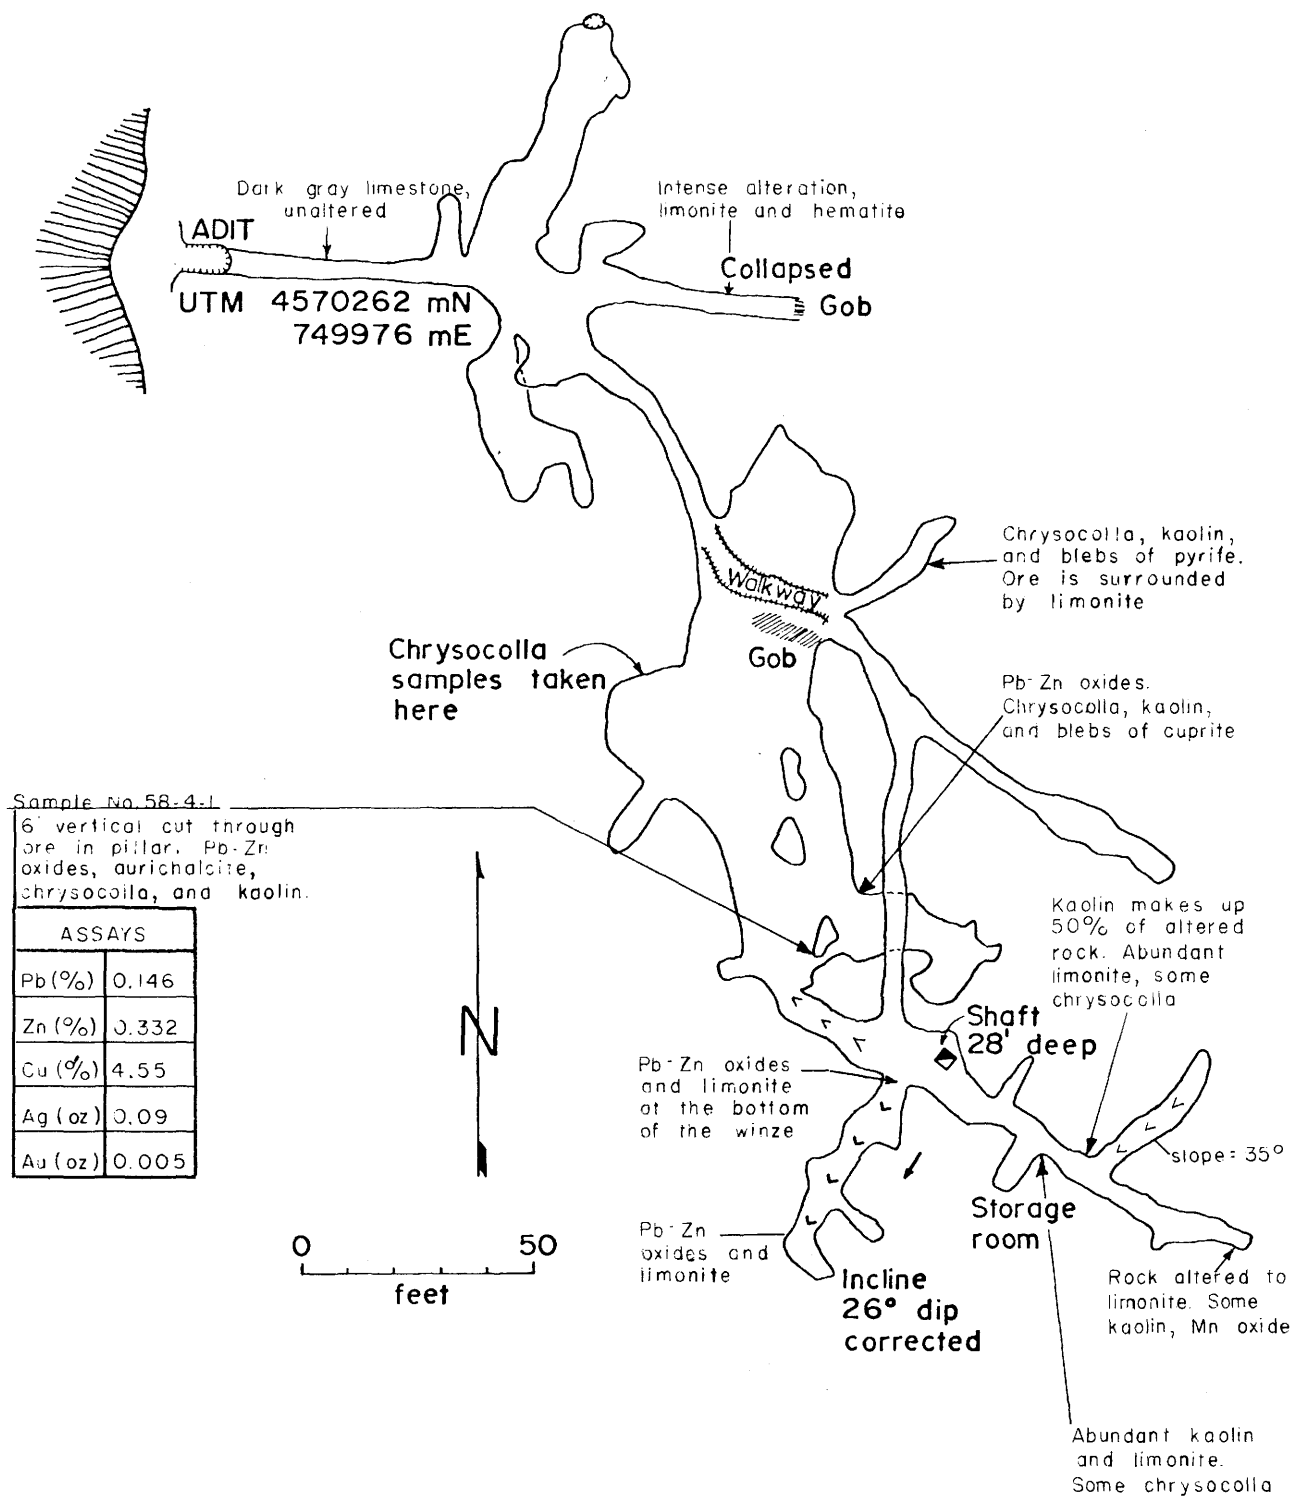 Dark gray limestone,
unaltered
Intense alteration,
limonite and hematite
ADIT
Collapsed
Gob
UTM 4570262 mN
749976 mE
Walkway
Gob
Chrysocolla, kaolin,
and blebs of pyrite.
Ore is surrounded
by limonite
Chrysocolla
samples taken
here
Pb-Zn oxides.
Chrysocolla, kaolin,
and blebs of cuprite
Sample No. 58-4-1
6' vertical cut through
ore in pillar. Pb-Zn
oxides, aurichalcite,
chrysocolla, and kaolin.
ASSAYS
Pb (%) 0.146
Zn (%) 0.332
Cu (%) 4.55
Ag (oz) 0.09
Au (oz) 0.005
N
Kaolin makes up
50% of altered
rock. Abundant
limonite, some
chrysocolla
Shaft
28' deep
Pb-Zn oxides
and limonite
at the bottom
of the winze
slope = 35°
Storage
room
Pb-Zn
oxides and
limonite
0 50
feet
Incline
26° dip
corrected
Rock altered to
limonite. Some
kaolin, Mn oxide
Abundant kaolin
and limonite.
Some chrysocolla